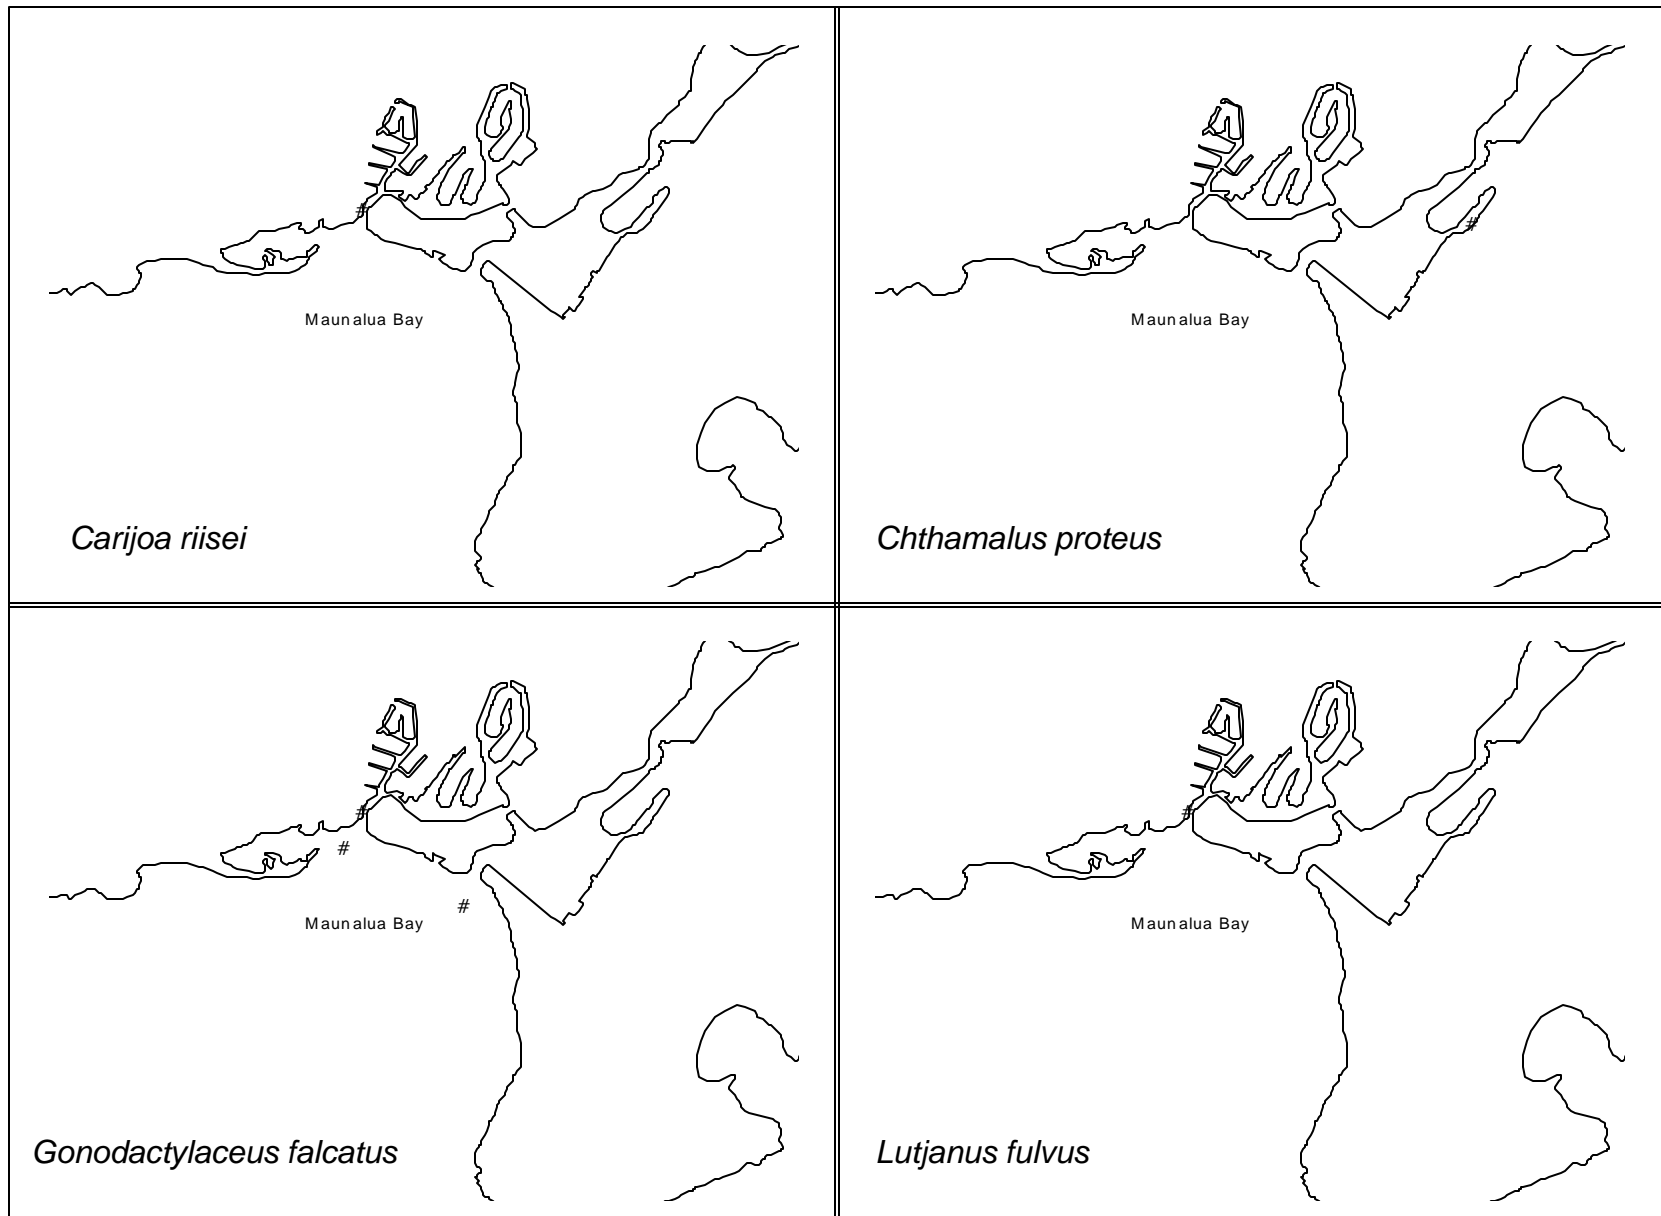 #
#
Maunalua Bay
Maunalua Bay
Carijoa riisei
Chthamalus proteus
#
#
#
#
Maunalua Bay
Maunalua Bay
Gonodactylaceus falcatus
Lutjanus fulvus